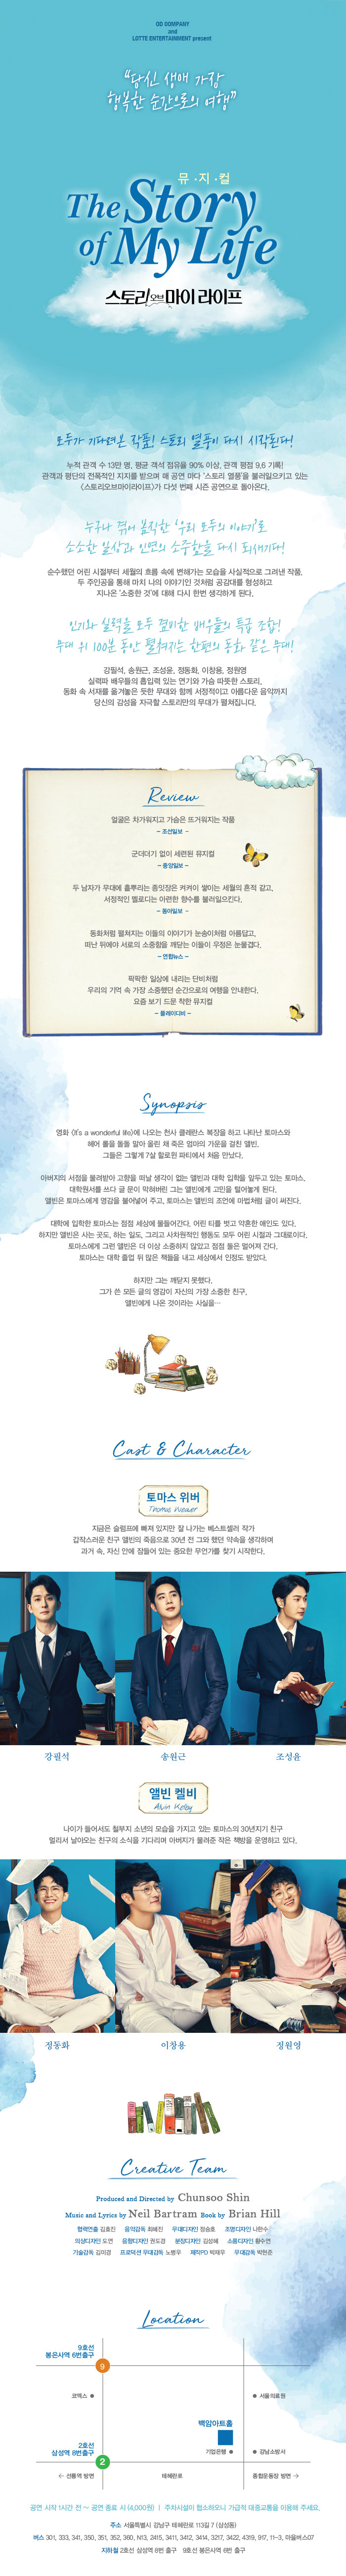 OD COMPANY
and
LOTTE ENTERTAINMENT present
“당신 생애 가장
행복한 순간으로의 여행”
뮤·지·컬
The Story
of My Life
스토리오브마이라이프
모두가 기다려온 작품! 스토리 열풍이 다시 시작된다!
누적 관객 수 13만 명, 평균 객석 점유율 90% 이상, 관객 평점 9.6 기록!
관객과 평단의 전폭적인 지지를 받으며 매 공연 마다 ‘스토리 열풍’을 불러일으키고 있는
<스토리오브마이라이프>가 다섯 번째 시즌 공연으로 돌아온다.
누구나 겪어 봄직한 ‘우리 모두의 이야기’로
소소한 일상과 인연의 소중함을 다시 되새기다!
순수했던 어린 시절부터 세월의 흐름 속에 변해가는 모습을 사실적으로 그려낸 작품.
두 주인공을 통해 마치 나의 이야기인 것처럼 공감대를 형성하고
지나온 ‘소중한 것’에 대해 다시 한번 생각하게 된다.
인기와 실력을 모두 겸비한 배우들의 특급 조합!
무대 위 100분 동안 펼쳐지는 한편의 동화 같은 무대!
강필석, 송원근, 조성윤, 정동화, 이창용, 정원영
실력파 배우들의 흡입력 있는 연기와 가슴 따뜻한 스토리,
동화 속 서재를 옮겨놓은 듯한 무대와 함께 서정적이고 아름다운 음악까지
당신의 감성을 자극할 스토리만의 무대가 펼쳐집니다.
Review
얼굴은 차가워지고 가슴은 뜨거워지는 작품
- 조선일보 -
군더더기 없이 세련된 뮤지컬
- 중앙일보 -
두 남자가 무대에 흩뿌리는 종잇장은 켜켜이 쌓이는 세월의 흔적 같고,
서정적인 멜로디는 아련한 향수를 불러일으킨다.
- 동아일보 -
동화처럼 펼쳐지는 이들의 이야기가 눈송이처럼 아름답고,
떠난 뒤에야 서로의 소중함을 깨닫는 이들이 우정은 눈물겹다.
- 연합뉴스 -
팍팍한 일상에 내리는 단비처럼
우리의 기억 속 가장 소중했던 순간으로의 여행을 안내한다.
요즘 보기 드문 착한 뮤지컬
- 플레이디비 -
Synopsis
영화 <It's a wonderful life>에 나오는 천사 클레란스 복장을 하고 나타난 토마스와
헤어 롤을 돌돌 말아 올린 채 죽은 엄마의 가운을 걸친 앨빈.
그들은 그렇게 7살 할로윈 파티에서 처음 만났다.
아버지의 서점을 물려받아 고향을 떠날 생각이 없는 앨빈과 대학 입학을 앞두고 있는 토마스.
대학원서를 쓰다 글 문이 막혀버린 그는 앨빈에게 고민을 털어놓게 된다.
앨빈은 토마스에게 영감을 불어넣어 주고, 토마스는 앨빈의 조언에 마법처럼 글이 써진다.
대학에 입학한 토마스는 점점 세상에 물들어간다. 어린 티를 벗고 약혼한 애인도 있다.
하지만 앨빈은 사는 곳도, 하는 일도, 그리고 사차원적인 행동도 모두 어린 시절과 그대로이다.
토마스에게 그런 앨빈은 더 이상 소중하지 않았고 점점 둘은 멀어져 간다.
토마스는 대학 졸업 뒤 많은 책들을 내고 세상에서 인정도 받았다.
하지만 그는 깨닫지 못했다.
그가 쓴 모든 글의 영감이 자신의 가장 소중한 친구,
앨빈에게 나온 것이라는 사실을…
Cast & Character
토마스 위버
Thomas Weaver
지금은 슬럼프에 빠져 있지만 잘 나가는 베스트셀러 작가
갑작스러운 친구 앨빈의 죽음으로 30년 전 그와 했던 약속을 생각하며
과거 속, 자신 안에 잠들어 있는 중요한 무언가를 찾기 시작한다.
강필석
송원근
조성윤
앨빈 켈비
Alvin Kelby
나이가 들어서도 철부지 소년의 모습을 가지고 있는 토마스의 30년지기 친구
멀리서 날아오는 친구의 소식을 기다리며 아버지가 물려준 작은 책방을 운영하고 있다.
정동화
이창용
정원영
Creative Team
Produced and Directed by Chunsoo Shin
Music and Lyrics by Neil Bartram Book by Brian Hill
협력연출 김효진 음악감독 최혜진 무대디자인 정승호 조명디자인 나한수
의상디자인 도연 음향디자인 권도경 분장디자인 김성혜 소품디자인 황수연
기술감독 김미경 프로덕션 무대감독 노병우 제작PD 박재우 무대감독 박한준
Location
9호선
봉은사역 6번출구
9
코엑스
서울의료원
백암아트홀
2호선
삼성역 8번출구
2
기업은행
강남소방서
← 선릉역 방면
테헤란로
종합운동장 방면 →
공연 시작 1시간 전 ~ 공연 종료 시 (4,000원) | 주차시설이 협소하오니 가급적 대중교통을 이용해 주세요.
주소 서울특별시 강남구 테헤란로 113길 7 (삼성동)
버스 301, 333, 341, 350, 351, 352, 360, N13, 2415, 3411, 3412, 3414, 3217, 3422, 4319, 917, 11-3, 마을버스07
지하철 2호선 삼성역 8번 출구 9호선 봉은사역 6번 출구